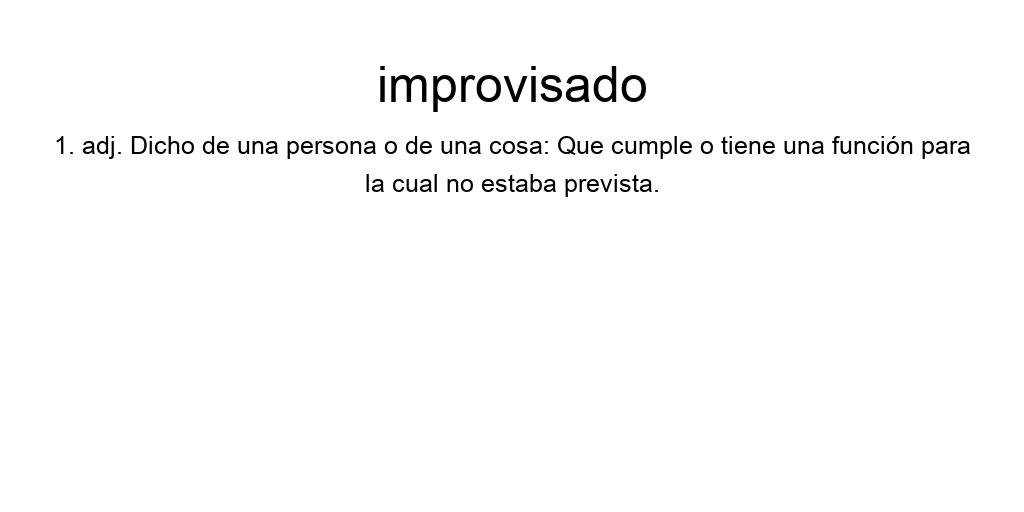 improvisado
1. adj. Dicho de una persona o de una cosa: Que cumple o tiene una función para
la cual no estaba prevista.